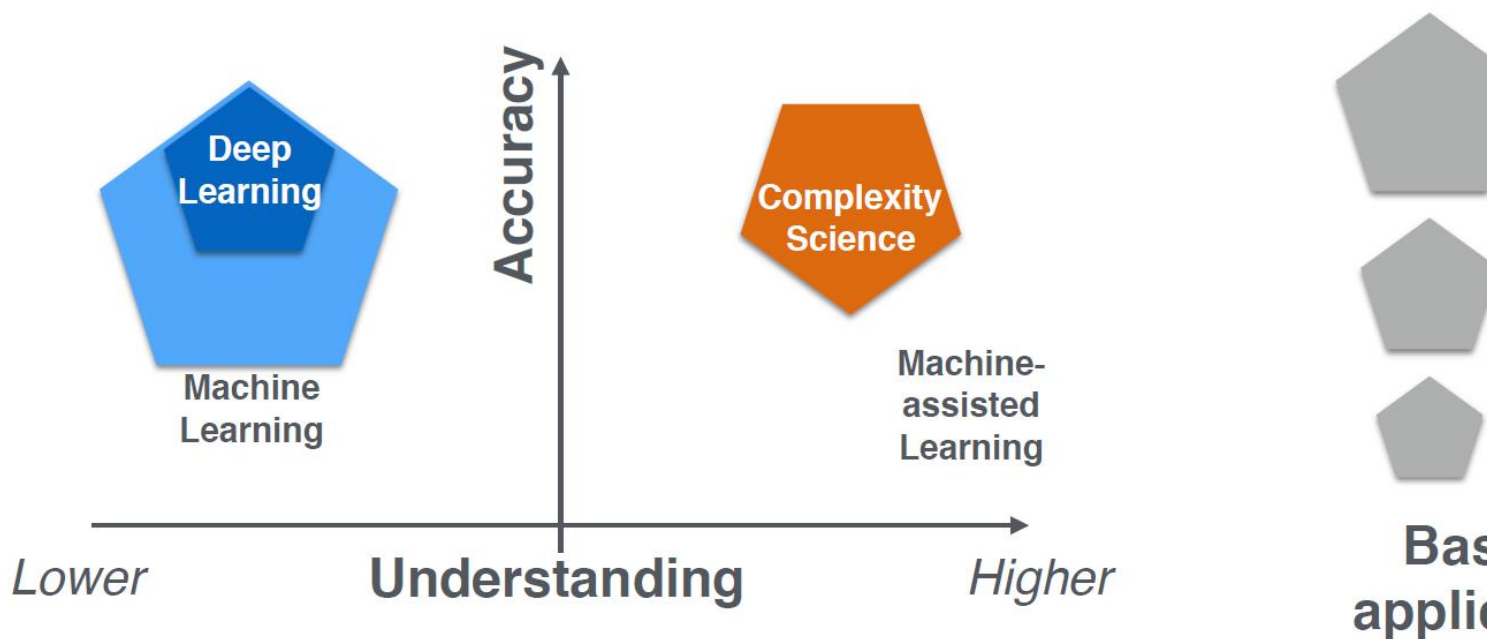 Deep
Learning
Machine
Learning
Accuracy
Complexity
Science
Machine-
assisted
Learning
Lower
Understanding
Higher